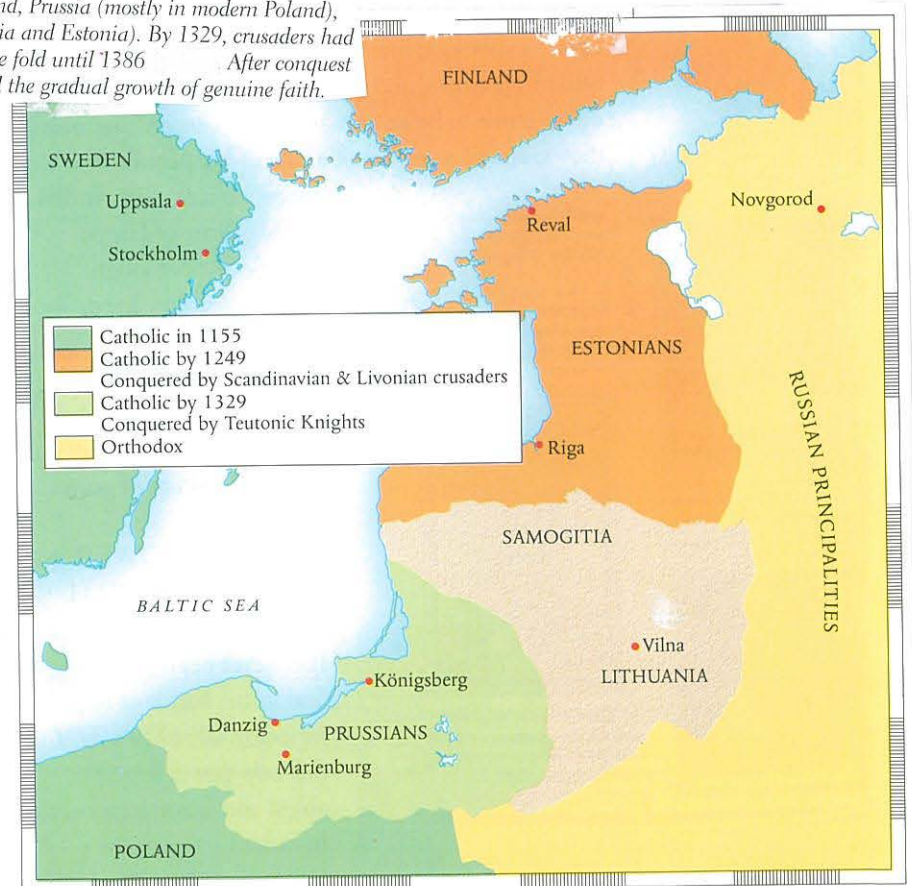 nd, Prussia (mostly in modern Poland),
ia and Estonia). By 1329, crusaders had
e fold until 1386 After conquest
l the gradual growth of genuine faith.
FINLAND
SWEDEN
Uppsala
Novgorod
Reval
Stockholm
Catholic in 1155
Catholic by 1249
Conquered by Scandinavian & Livonian crusaders
Catholic by 1329
Conquered by Teutonic Knights
Orthodox
ESTONIANS
RUSSIAN PRINCIPALITIES
Riga
SAMOGITIA
BALTIC SEA
Vilna
LITHUANIA
Königsberg
Danzig
PRUSSIANS
Marienburg
POLAND